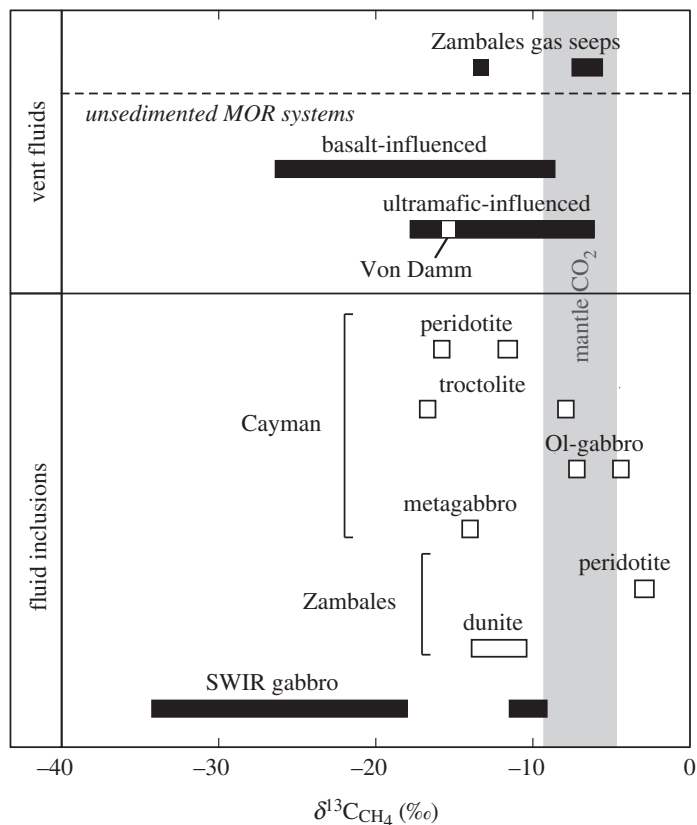 Zambales gas seeps
unsedimented MOR systems
basalt-influenced
ultramafic-influenced
Von Damm
vent fluids
mantle CO₂
peridotite
troctolite
Cayman
Ol-gabbro
metagabbro
fluid inclusions
peridotite
Zambales
dunite
SWIR gabbro
–40 –30 –20 –10 0
δ¹³C_CH₄ (‰)